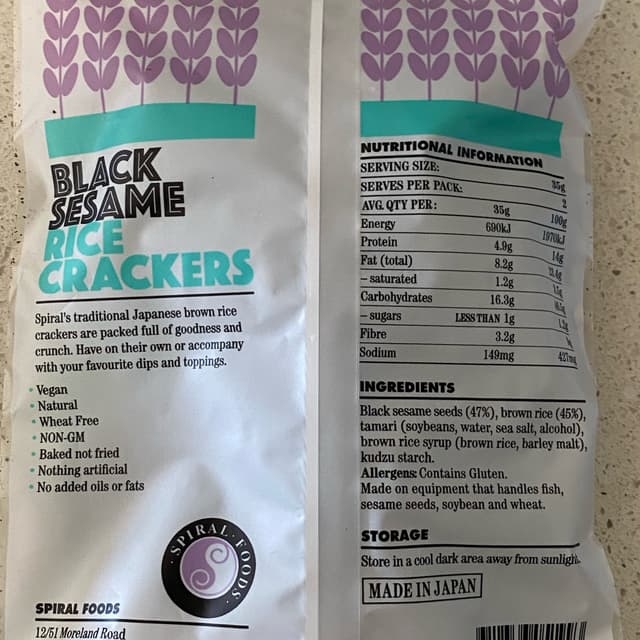 BLACK
SESAME
RICE
CRACKERS
Spiral's traditional Japanese brown rice
crackers are packed full of goodness and
crunch. Have on their own or accompany
with your favourite dips and toppings.
• Vegan
• Natural
• Wheat Free
• NON-GM
• Baked not fried
• Nothing artificial
• No added oils or fats
SPIRAL FOODS
SPIRAL FOODS
12/51 Moreland Road
NUTRITIONAL INFORMATION
SERVING SIZE: 35g
SERVES PER PACK: 2
AVG. QTY PER: 35g 100g
Energy 690kJ 1970kJ
Protein 4.9g 14g
Fat (total) 8.2g 23.4g
– saturated 1.2g
Carbohydrates 16.3g
– sugars LESS THAN 1g
Fibre 3.2g
Sodium 149mg 427mg
INGREDIENTS
Black sesame seeds (47%), brown rice (45%),
tamari (soybeans, water, sea salt, alcohol),
brown rice syrup (brown rice, barley malt),
kudzu starch.
Allergens: Contains Gluten.
Made on equipment that handles fish,
sesame seeds, soybean and wheat.
STORAGE
Store in a cool dark area away from sunlight.
MADE IN JAPAN